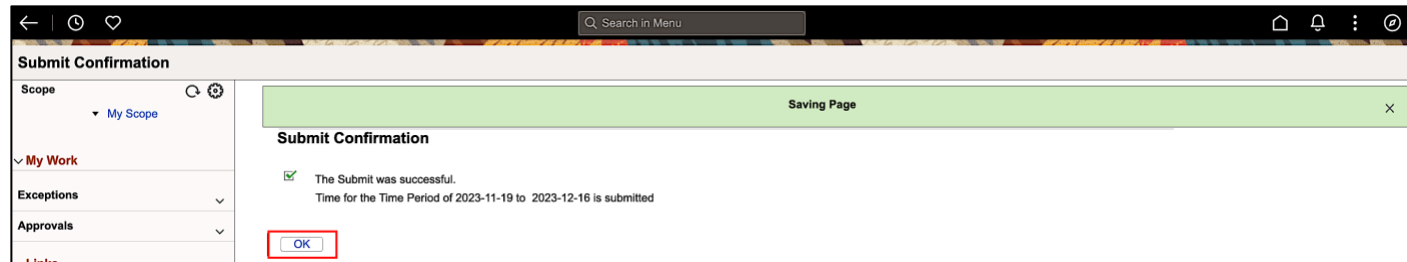 Search in Menu
Submit Confirmation
Scope
My Scope
My Work
Exceptions
Approvals
Links
Saving Page
Submit Confirmation
The Submit was successful.
Time for the Time Period of 2023-11-19 to 2023-12-16 is submitted
OK